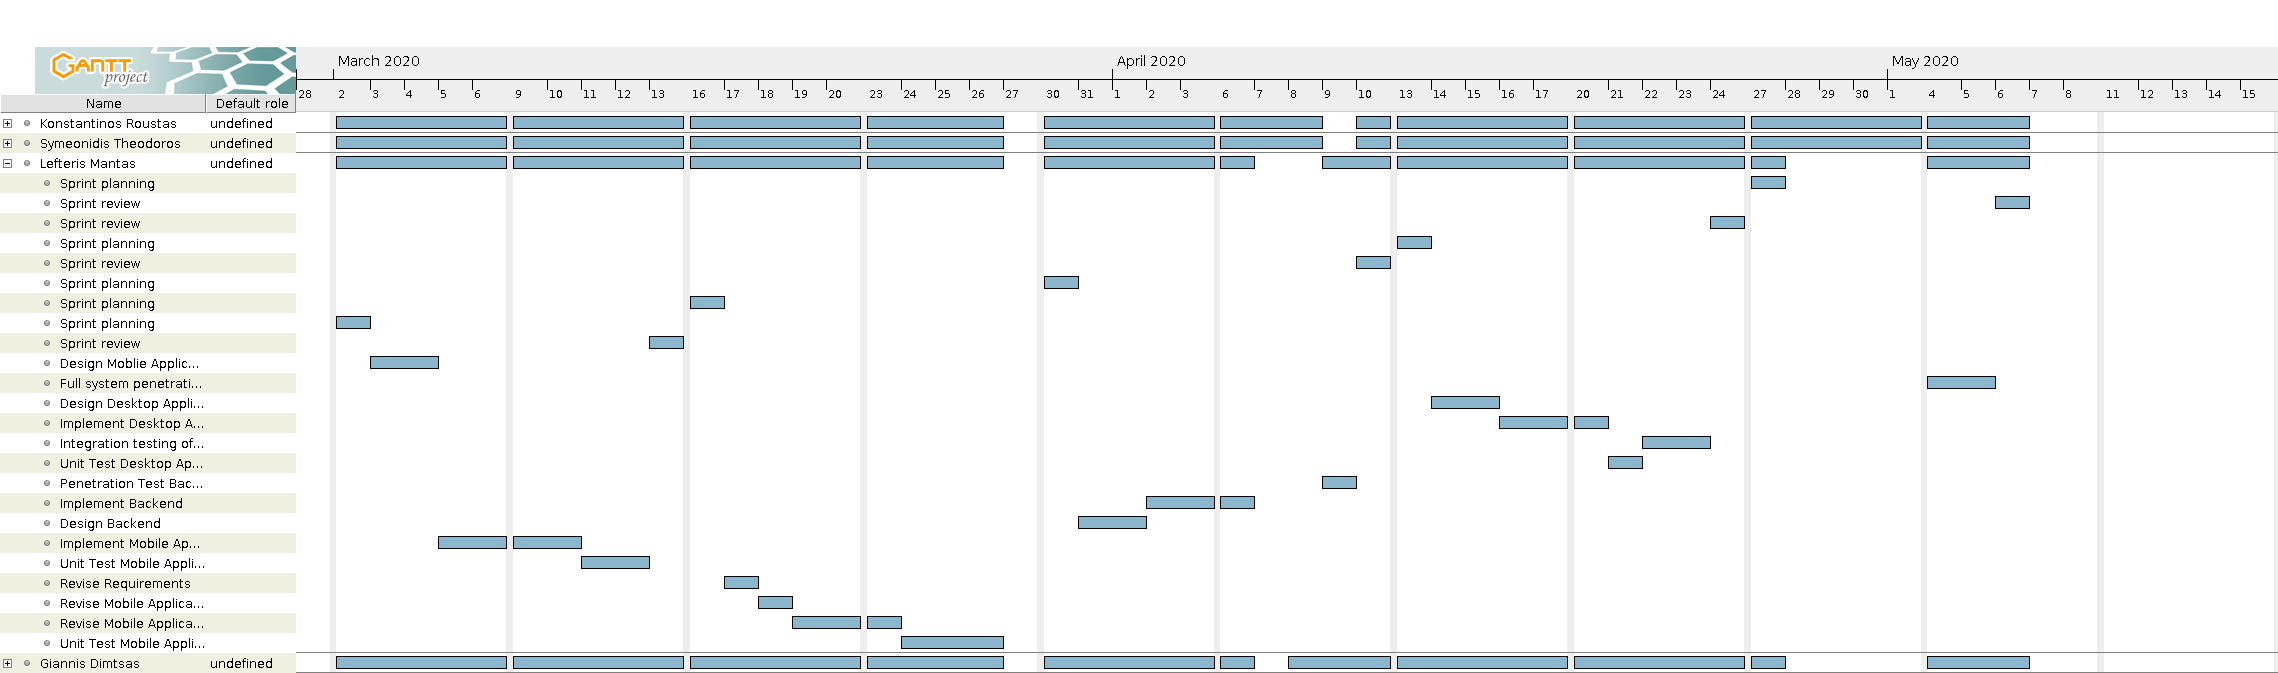 GANTT
project
March 2020 April 2020 May 2020
28 2 3 4 5 6 9 10 11 12 13 16 17 18 19 20 23 24 25 26 27 30 31 1 2 3 6 7 8 9 10 13 14 15 16 17 20 21 22 23 24 27 28 29 30 1 4 5 6 7 8 11 12 13 14 15
Name Default role
Konstantinos Roustas undefined
Symeonidis Theodoros undefined
Lefteris Mantas undefined
Sprint planning
Sprint review
Sprint review
Sprint planning
Sprint review
Sprint planning
Sprint planning
Sprint planning
Sprint review
Design Moblie Applic...
Full system penetrati...
Design Desktop Appli...
Implement Desktop A...
Integration testing of...
Unit Test Desktop Ap...
Penetration Test Bac...
Implement Backend
Design Backend
Implement Mobile Ap...
Unit Test Mobile Appli...
Revise Requirements
Revise Mobile Applica...
Revise Mobile Applica...
Unit Test Mobile Appli...
Giannis Dimtsas undefined